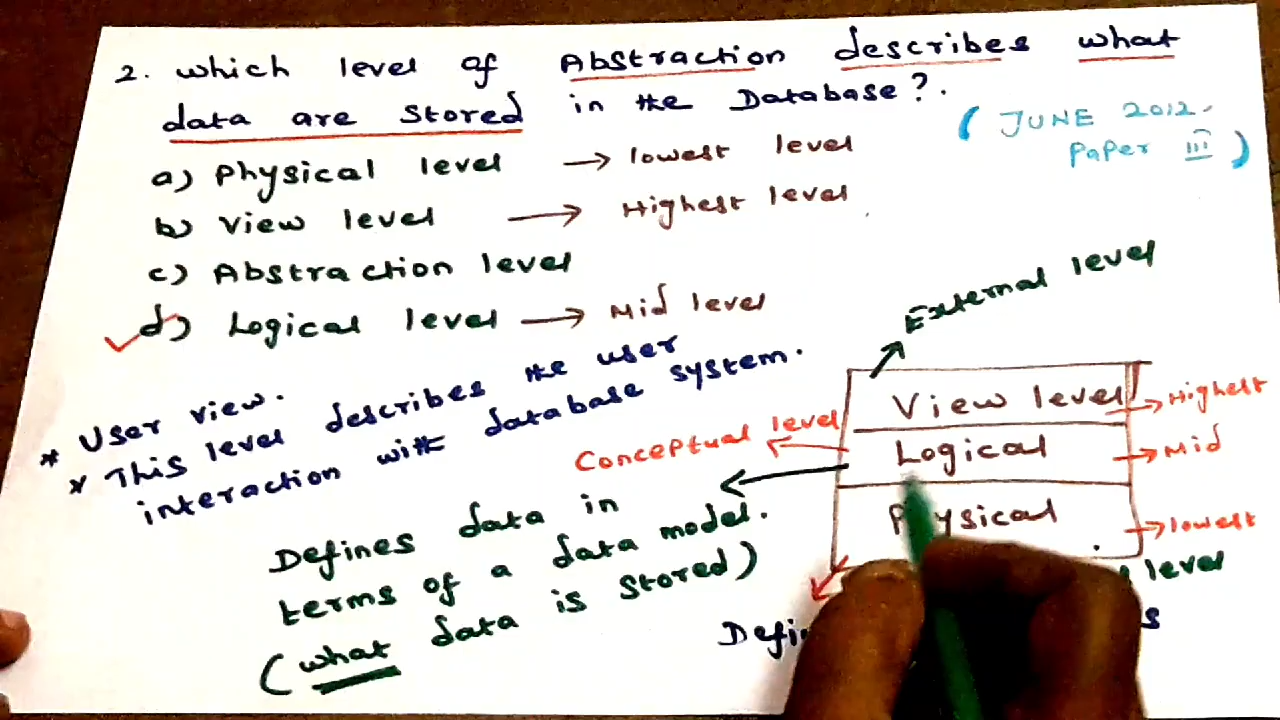 2. which level of Abstraction describes what
data are stored in the Database?.
(JUNE 2012.
Paper III)
a) Physical level → lowest level
b) View level → Highest level
c) Abstraction level
d) Logical level → Mid level
* User view.
* This level describes the user
interaction with database system.
External level
View level → Highest
Conceptual level
Logical → Mid
Physical → lowest
Defines data in
terms of a data model.
(what data is stored)
level